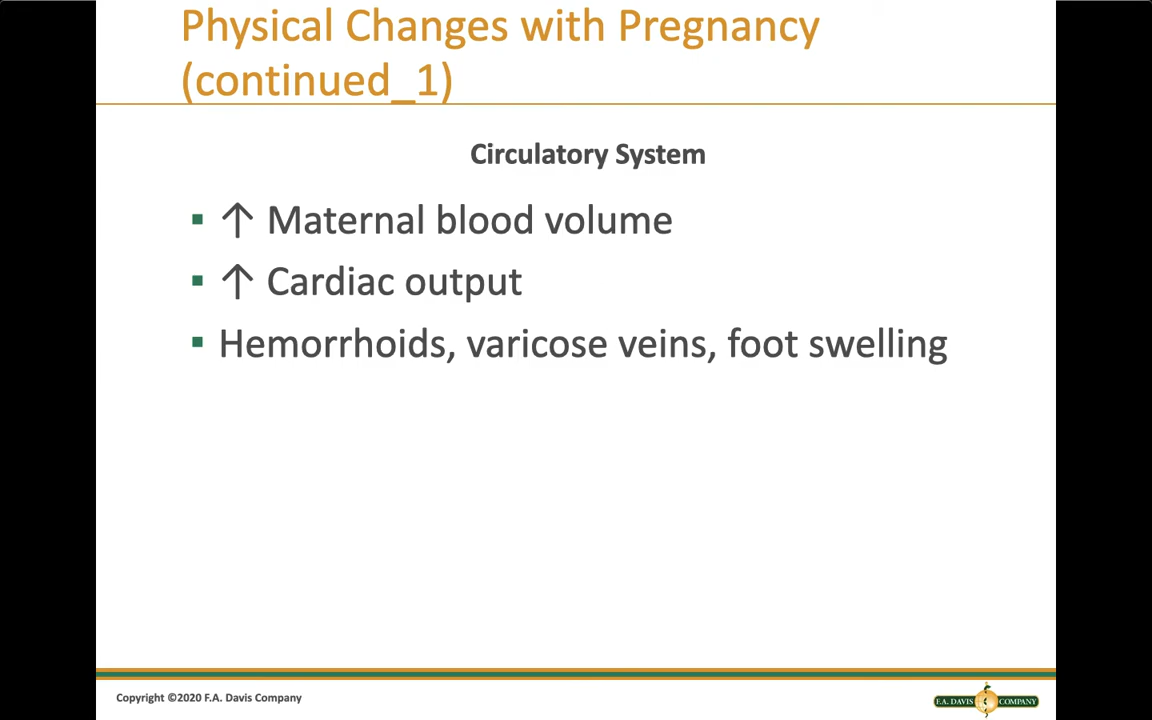 Physical Changes with Pregnancy
(continued_1)
Circulatory System
▪ ↑ Maternal blood volume
▪ ↑ Cardiac output
▪ Hemorrhoids, varicose veins, foot swelling
Copyright ©2020 F.A. Davis Company
F.A. DAVIS COMPANY